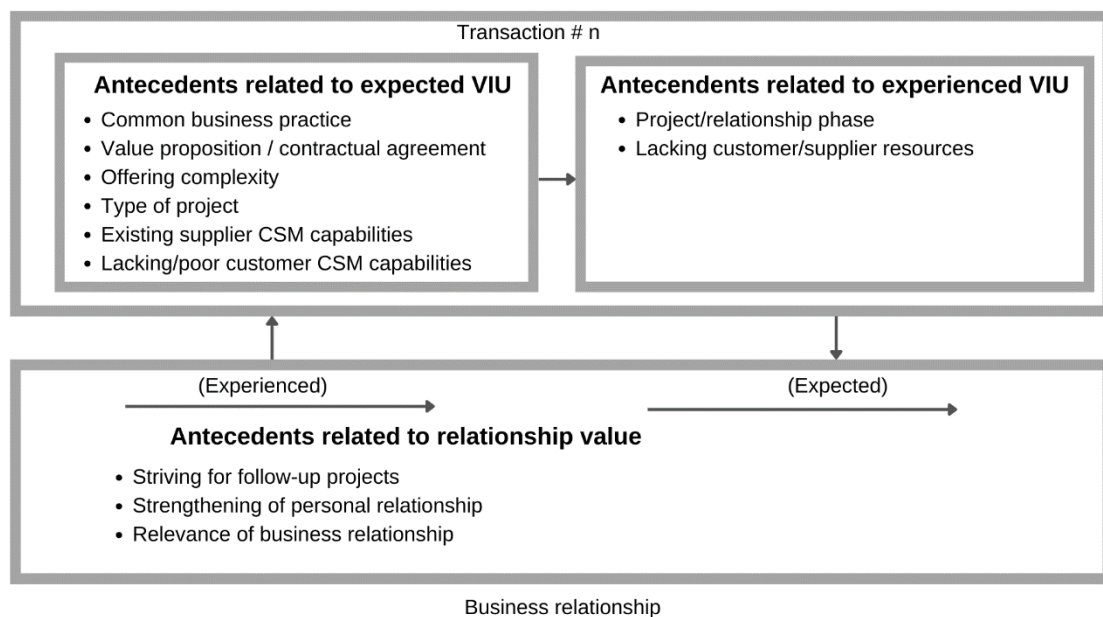 Transaction # n
Antecedents related to expected VIU
• Common business practice
• Value proposition / contractual agreement
• Offering complexity
• Type of project
• Existing supplier CSM capabilities
• Lacking/poor customer CSM capabilities
Antecendents related to experienced VIU
• Project/relationship phase
• Lacking customer/supplier resources
(Experienced)
(Expected)
Antecedents related to relationship value
• Striving for follow-up projects
• Strengthening of personal relationship
• Relevance of business relationship
Business relationship